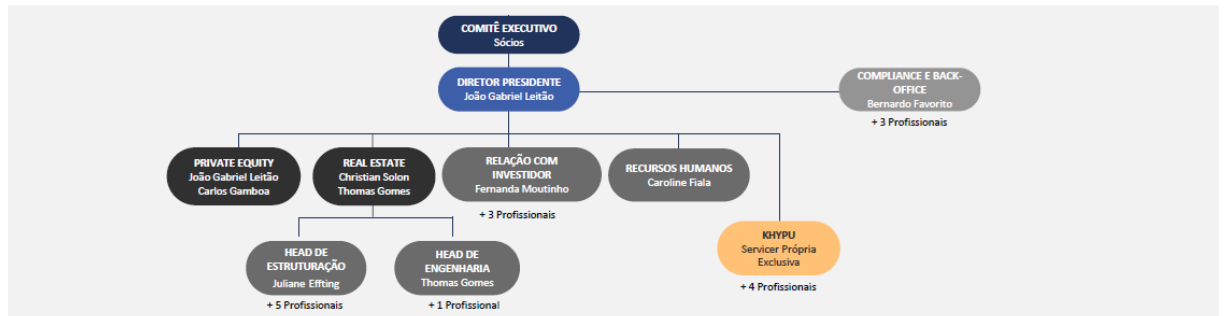 COMITÊ EXECUTIVO
Sócios
DIRETOR PRESIDENTE
João Gabriel Leitão
COMPLIANCE E BACK-
OFFICE
Bernardo Favorito
+ 3 Profissionais
PRIVATE EQUITY
João Gabriel Leitão
Carlos Gamboa
REAL ESTATE
Christian Solon
Thomas Gomes
RELAÇÃO COM
INVESTIDOR
Fernanda Moutinho
+ 3 Profissionais
RECURSOS HUMANOS
Caroline Fiala
KHYPU
Servicer Própria
Exclusiva
+ 4 Profissionais
HEAD DE
ESTRUTURAÇÃO
Juliane Effting
+ 5 Profissionais
HEAD DE
ENGENHARIA
Thomas Gomes
+ 1 Profissional